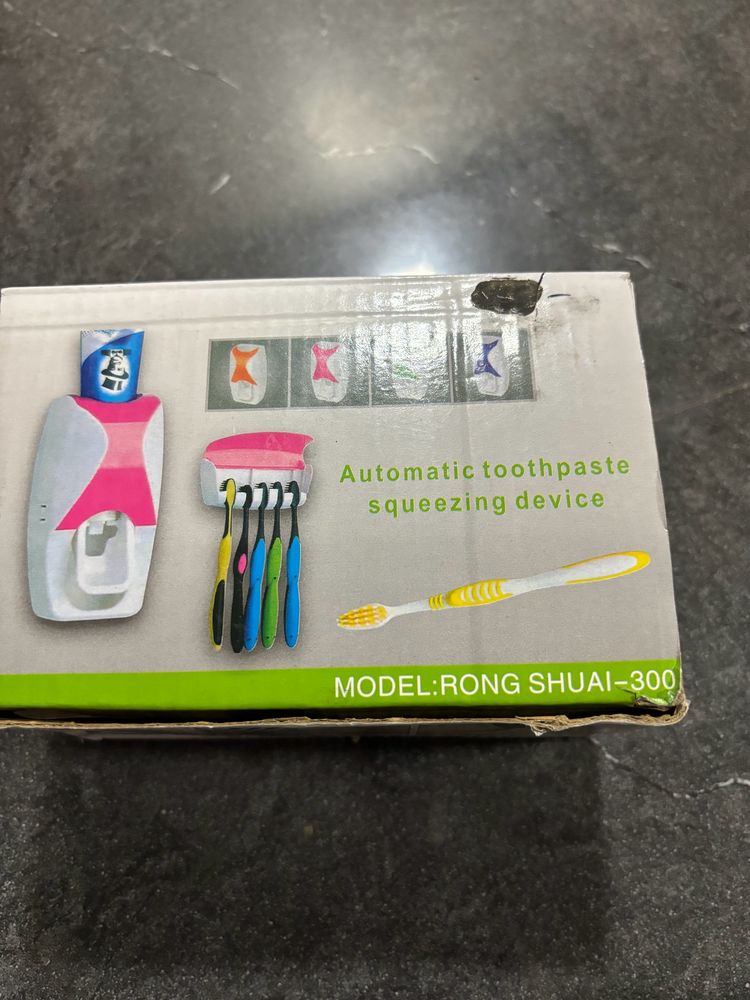 Automatic toothpaste
squeezing device
MODEL:RONG SHUAI-300